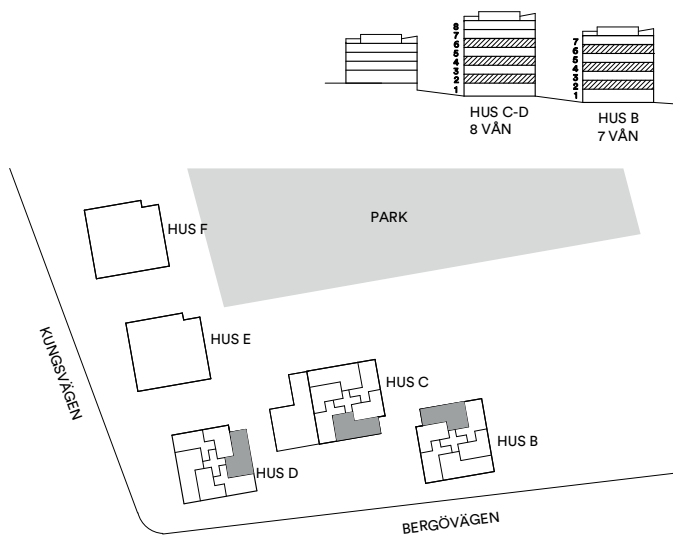 8
7
6
5
4
3
2
1
7
6
5
4
3
2
1
HUS C-D
8 VÅN
HUS B
7 VÅN
PARK
HUS F
HUS E
KUNGSVÄGEN
HUS C
HUS B
HUS D
BERGÖVÄGEN